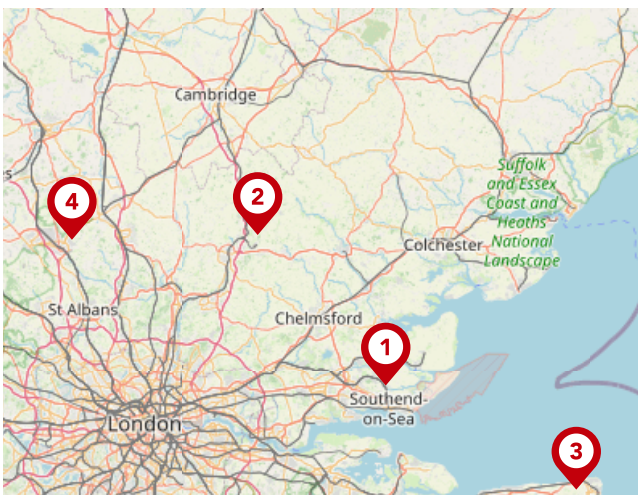 Cambridge
Suffolk
and Essex
Coast and
Heaths
National
Landscape
4
2
Colchester
St Albans
Chelmsford
1
Southend-
on-Sea
London
3